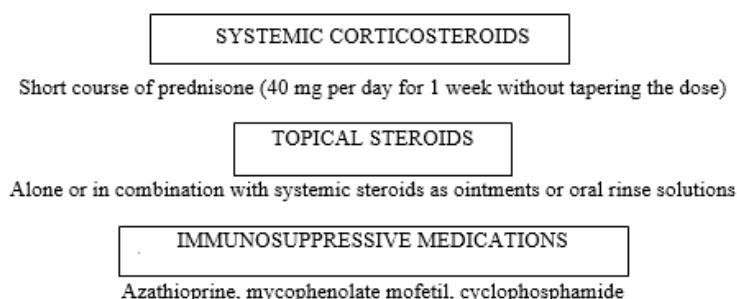 SYSTEMIC CORTICOSTEROIDS
Short course of prednisone (40 mg per day for 1 week without tapering the dose)
TOPICAL STEROIDS
Alone or in combination with systemic steroids as ointments or oral rinse solutions
IMMUNOSUPPRESSIVE MEDICATIONS
Azathioprine, mycophenolate mofetil, cyclophosphamide